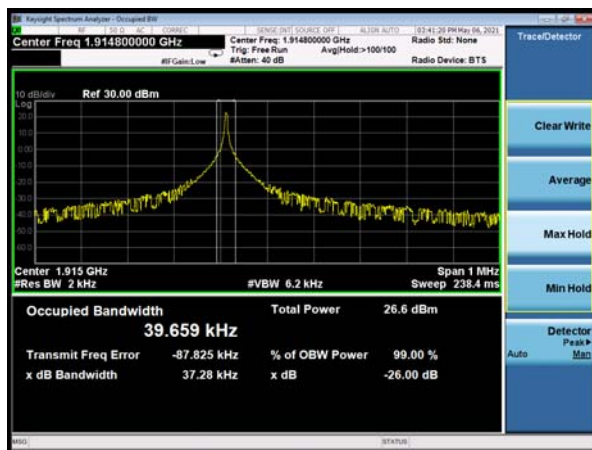 Keysight Spectrum Analyzer - Occupied BW
RF 50 Ω AC CORREC SENSE:INT SOURCE OFF ALIGN AUTO 03:41:20 PM May 06, 2021
Center Freq 1.914800000 GHz Center Freq: 1.914800000 GHz Radio Std: None
Trig: Free Run Avg|Hold:>100/100
#IFGain:Low #Atten: 40 dB Radio Device: BTS
10 dB/div Ref 30.00 dBm
Log
20.0
10.0
0.00
-10.0
-20.0
-30.0
-40.0
-50.0
-60.0
Center 1.915 GHz Span 1 MHz
#Res BW 2 kHz #VBW 6.2 kHz Sweep 238.4 ms
Occupied Bandwidth Total Power 26.6 dBm
39.659 kHz
Transmit Freq Error -87.825 kHz % of OBW Power 99.00 %
x dB Bandwidth 37.28 kHz x dB -26.00 dB
MSG STATUS
Trace/Detector
Clear Write
Average
Max Hold
Min Hold
Detector
Peak▶
Auto Man